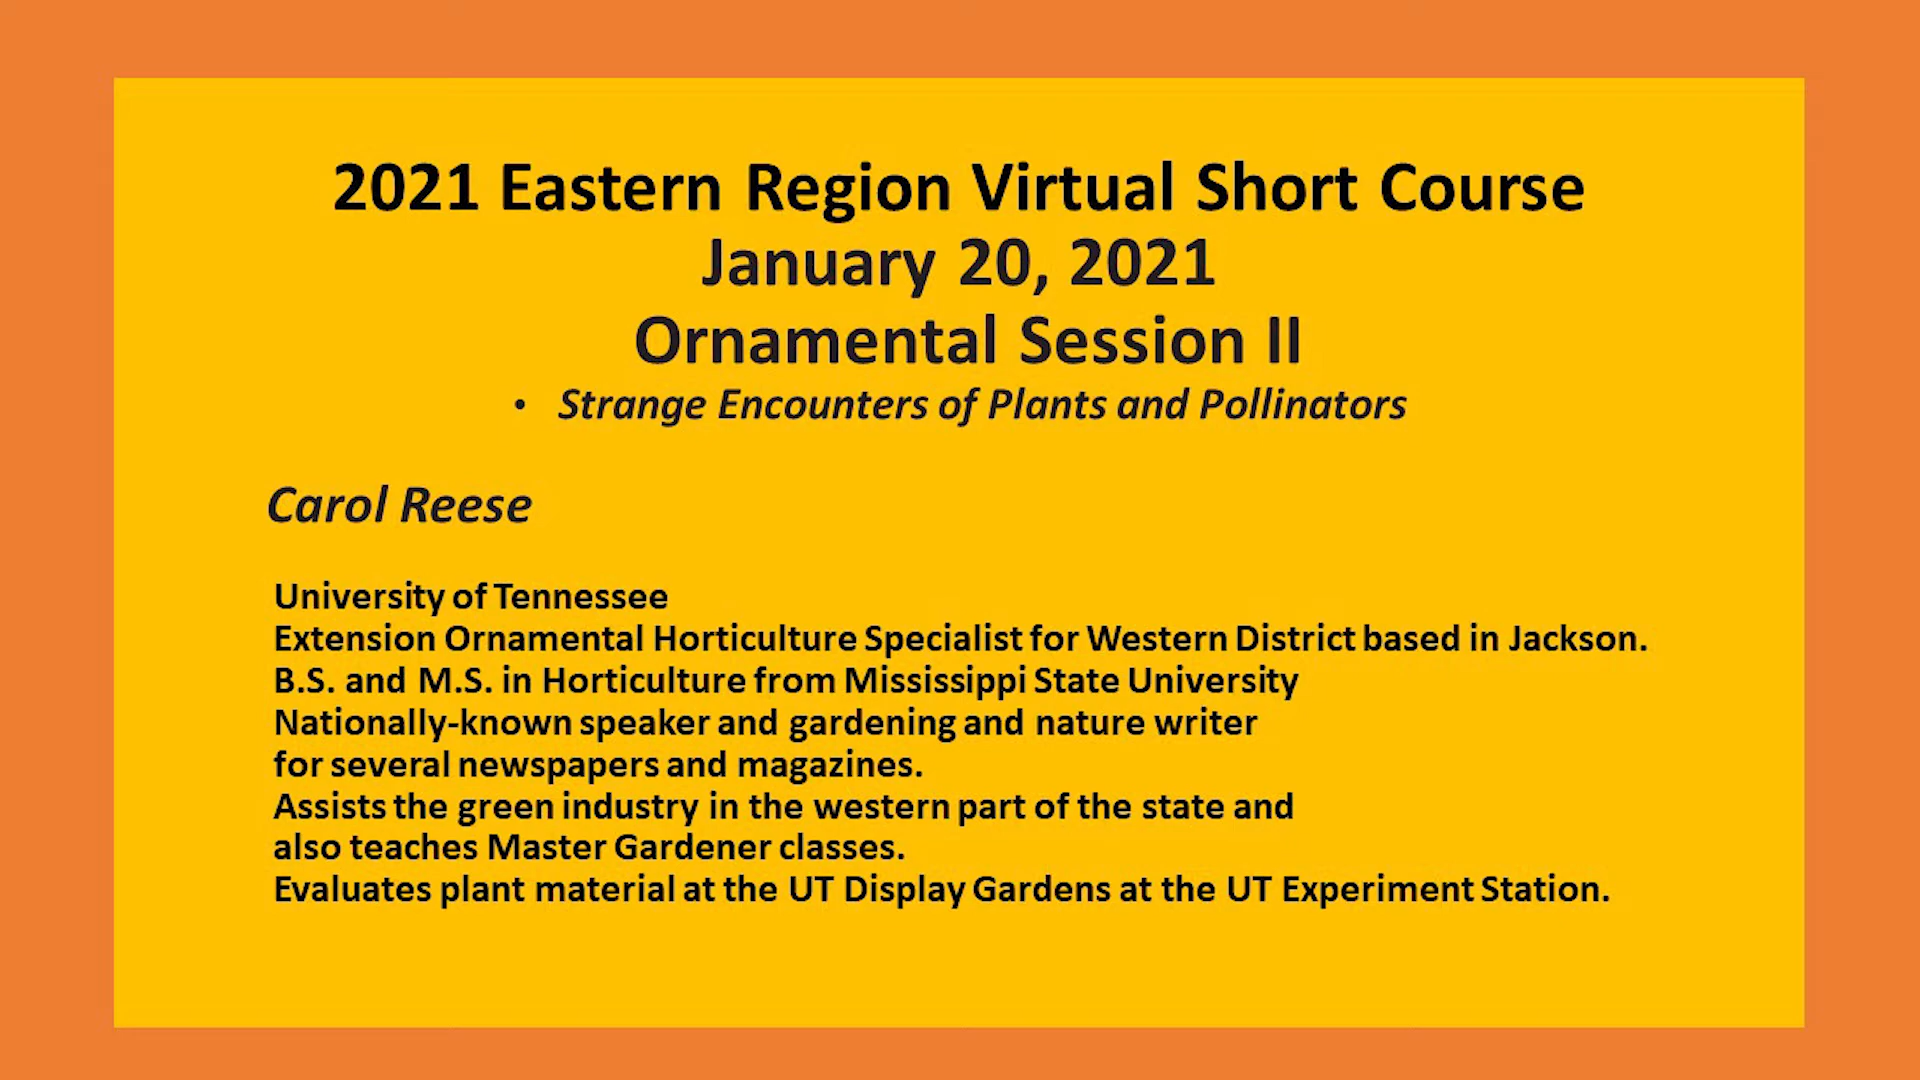 2021 Eastern Region Virtual Short Course
January 20, 2021
Ornamental Session II
• Strange Encounters of Plants and Pollinators
Carol Reese
University of Tennessee
Extension Ornamental Horticulture Specialist for Western District based in Jackson.
B.S. and M.S. in Horticulture from Mississippi State University
Nationally-known speaker and gardening and nature writer
for several newspapers and magazines.
Assists the green industry in the western part of the state and
also teaches Master Gardener classes.
Evaluates plant material at the UT Display Gardens at the UT Experiment Station.